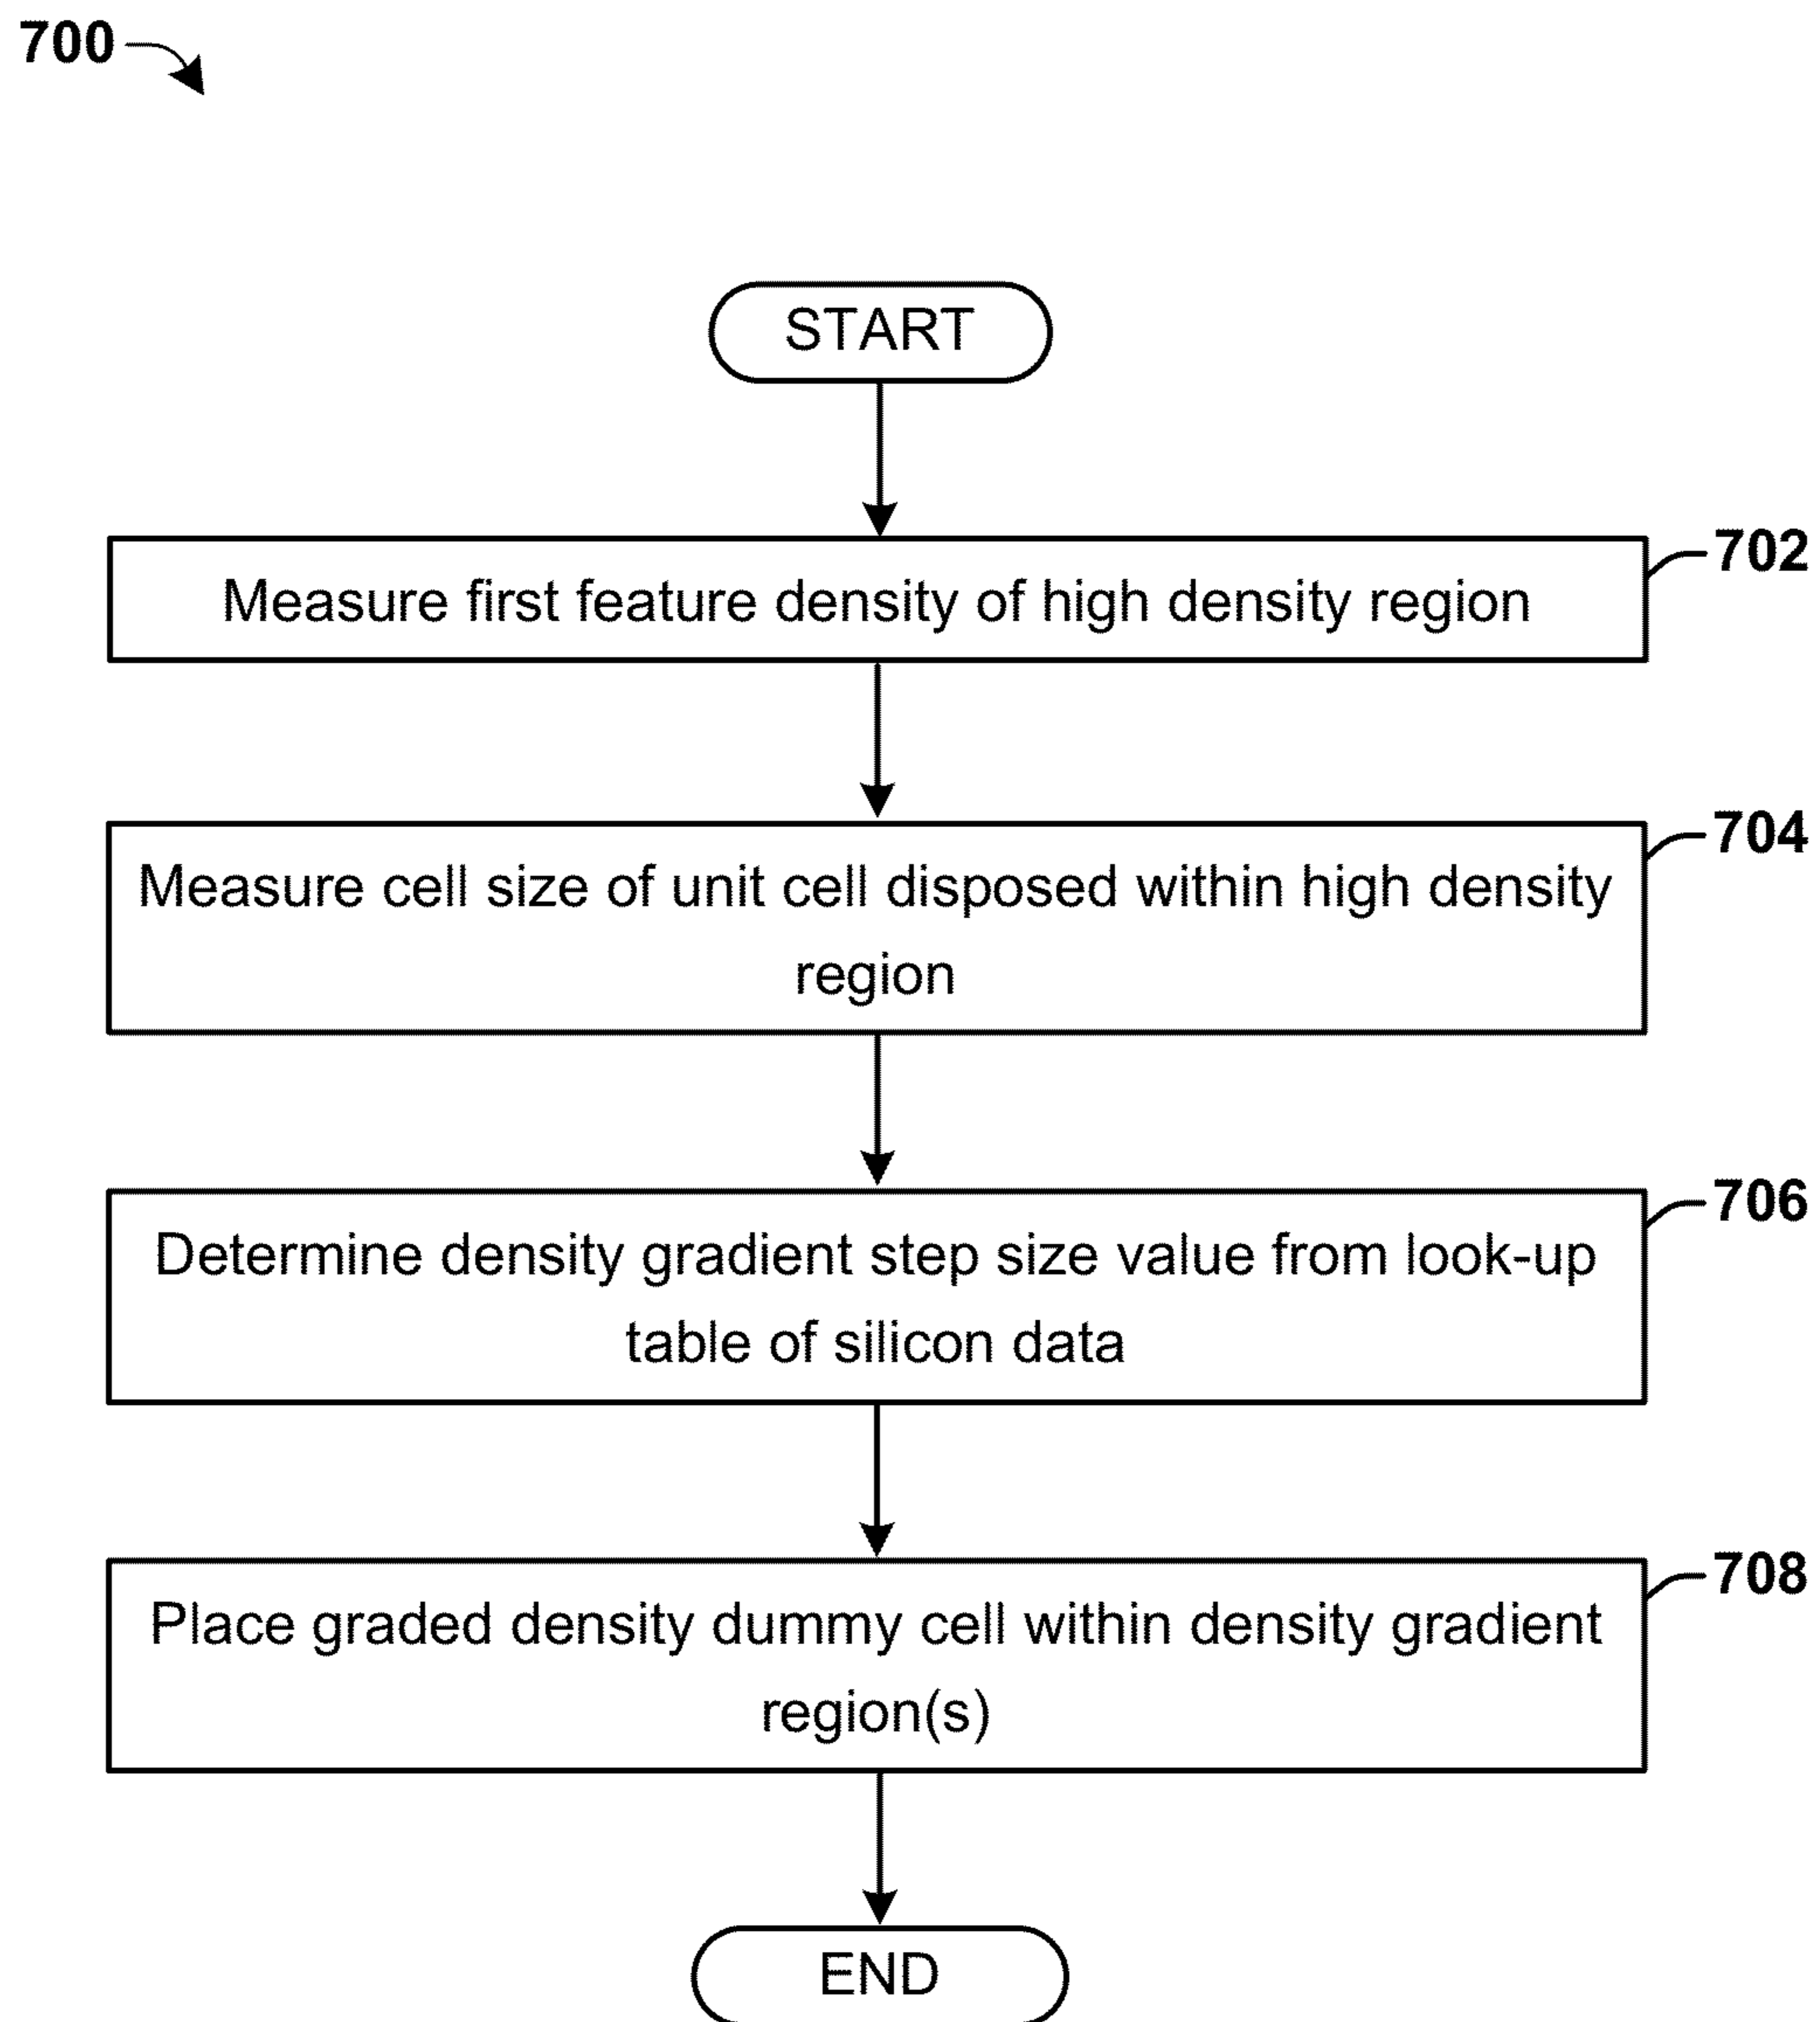 700
START
702
Measure first feature density of high density region
704
Measure cell size of unit cell disposed within high density
region
706
Determine density gradient step size value from look-up
table of silicon data
708
Place graded density dummy cell within density gradient
region(s)
END